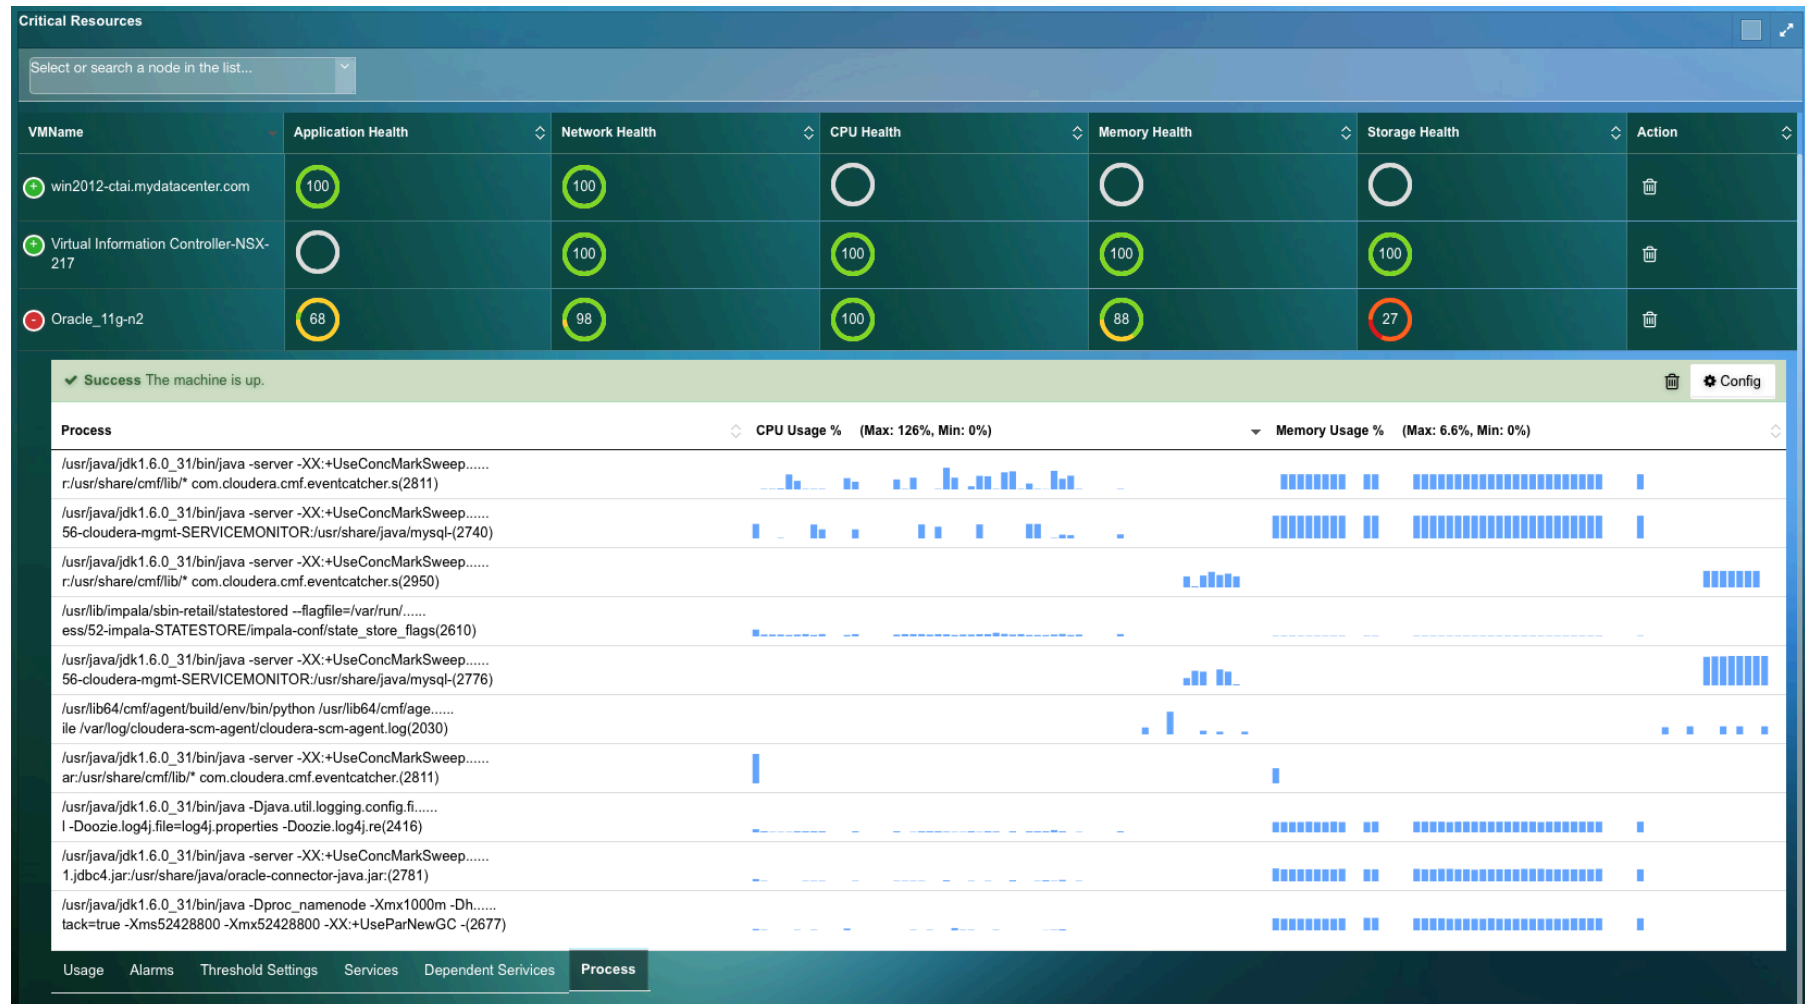 Critical Resources
Select or search a node in the list...
VMName Application Health Network Health CPU Health Memory Health Storage Health Action
win2012-ctai.mydatacenter.com 100 100
Virtual Information Controller-NSX-
217 100 100 100 100
Oracle_11g-n2 68 98 100 88 27
Success The machine is up. Config
Process CPU Usage % (Max: 126%, Min: 0%) Memory Usage % (Max: 6.6%, Min: 0%)
/usr/java/jdk1.6.0_31/bin/java -server -XX:+UseConcMarkSweep......
r:/usr/share/cmf/lib/* com.cloudera.cmf.eventcatcher.s(2811)
/usr/java/jdk1.6.0_31/bin/java -server -XX:+UseConcMarkSweep......
56-cloudera-mgmt-SERVICEMONITOR:/usr/share/java/mysql-(2740)
/usr/java/jdk1.6.0_31/bin/java -server -XX:+UseConcMarkSweep......
r:/usr/share/cmf/lib/* com.cloudera.cmf.eventcatcher.s(2950)
/usr/lib/impala/sbin-retail/statestored --flagfile=/var/run/......
ess/52-impala-STATESTORE/impala-conf/state_store_flags(2610)
/usr/java/jdk1.6.0_31/bin/java -server -XX:+UseConcMarkSweep......
56-cloudera-mgmt-SERVICEMONITOR:/usr/share/java/mysql-(2776)
/usr/lib64/cmf/agent/build/env/bin/python /usr/lib64/cmf/age......
ile /var/log/cloudera-scm-agent/cloudera-scm-agent.log(2030)
/usr/java/jdk1.6.0_31/bin/java -server -XX:+UseConcMarkSweep......
ar:/usr/share/cmf/lib/* com.cloudera.cmf.eventcatcher.(2811)
/usr/java/jdk1.6.0_31/bin/java -Djava.util.logging.config.fi......
l -Doozie.log4j.file=log4j.properties -Doozie.log4j.re(2416)
/usr/java/jdk1.6.0_31/bin/java -server -XX:+UseConcMarkSweep......
1.jdbc4.jar:/usr/share/java/oracle-connector-java.jar:(2781)
/usr/java/jdk1.6.0_31/bin/java -Dproc_namenode -Xmx1000m -Dh......
tack=true -Xms52428800 -Xmx52428800 -XX:+UseParNewGC -(2677)
Usage Alarms Threshold Settings Services Dependent Serivices Process